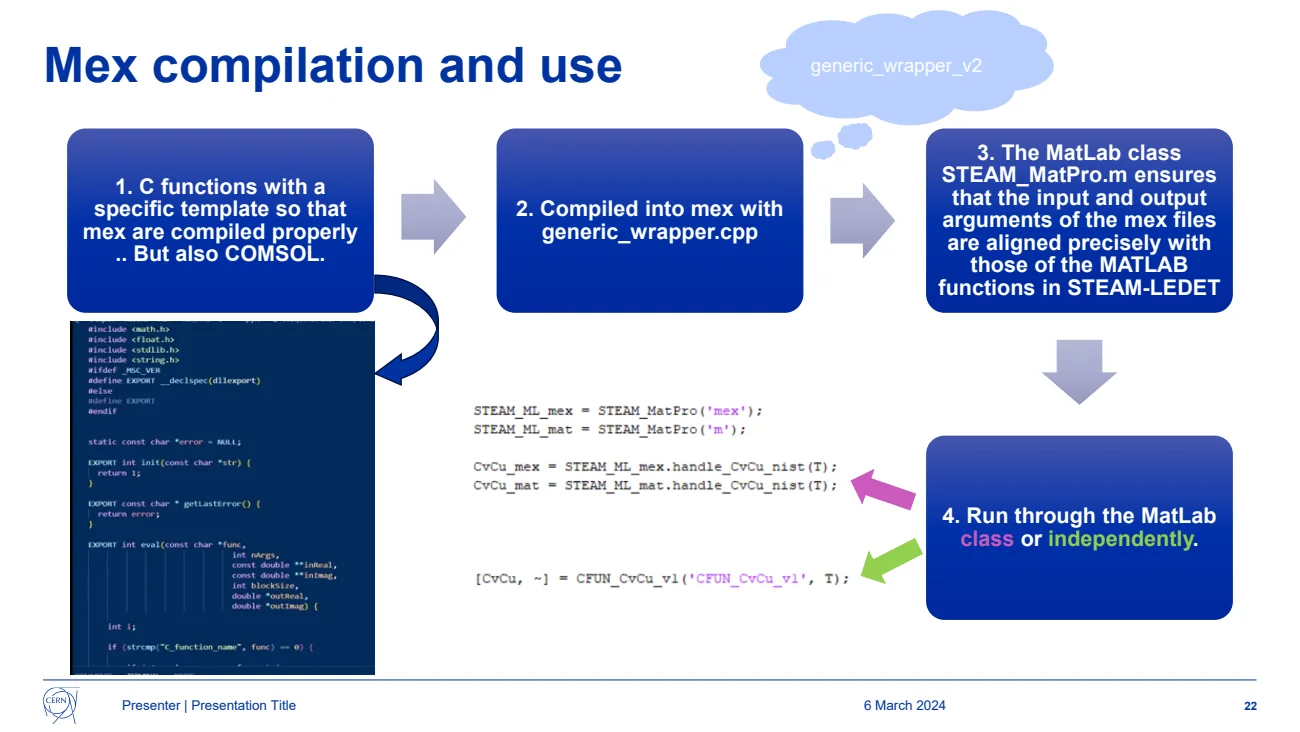 Mex compilation and use
generic_wrapper_v2
1. C functions with a
specific template so that
mex are compiled properly
.. But also COMSOL.
2. Compiled into mex with
generic_wrapper.cpp
3. The MatLab class
STEAM_MatPro.m ensures
that the input and output
arguments of the mex files
are aligned precisely with
those of the MATLAB
functions in STEAM-LEDET
#include <math.h>
#include <float.h>
#include <stdlib.h>
#include <string.h>
#ifdef _MSC_VER
#define EXPORT __declspec(dllexport)
#else
#define EXPORT
#endif
static const char *error = NULL;
EXPORT int init(const char *str) {
return 1;
}
EXPORT const char * getLastError() {
return error;
}
EXPORT int eval(const char *func,
int nArgs,
const double **inReal,
const double **inImag,
int blockSize,
double *outReal,
double *outImag) {
int i;
if (strcmp("C_function_name", func) == 0) {
STEAM_ML_mex = STEAM_MatPro('mex');
STEAM_ML_mat = STEAM_MatPro('m');
CvCu_mex = STEAM_ML_mex.handle_CvCu_nist(T);
CvCu_mat = STEAM_ML_mat.handle_CvCu_nist(T);
[CvCu, ~] = CFUN_CvCu_v1('CFUN_CvCu_v1', T);
4. Run through the MatLab
class or independently.
CERN
Presenter | Presentation Title
6 March 2024
22